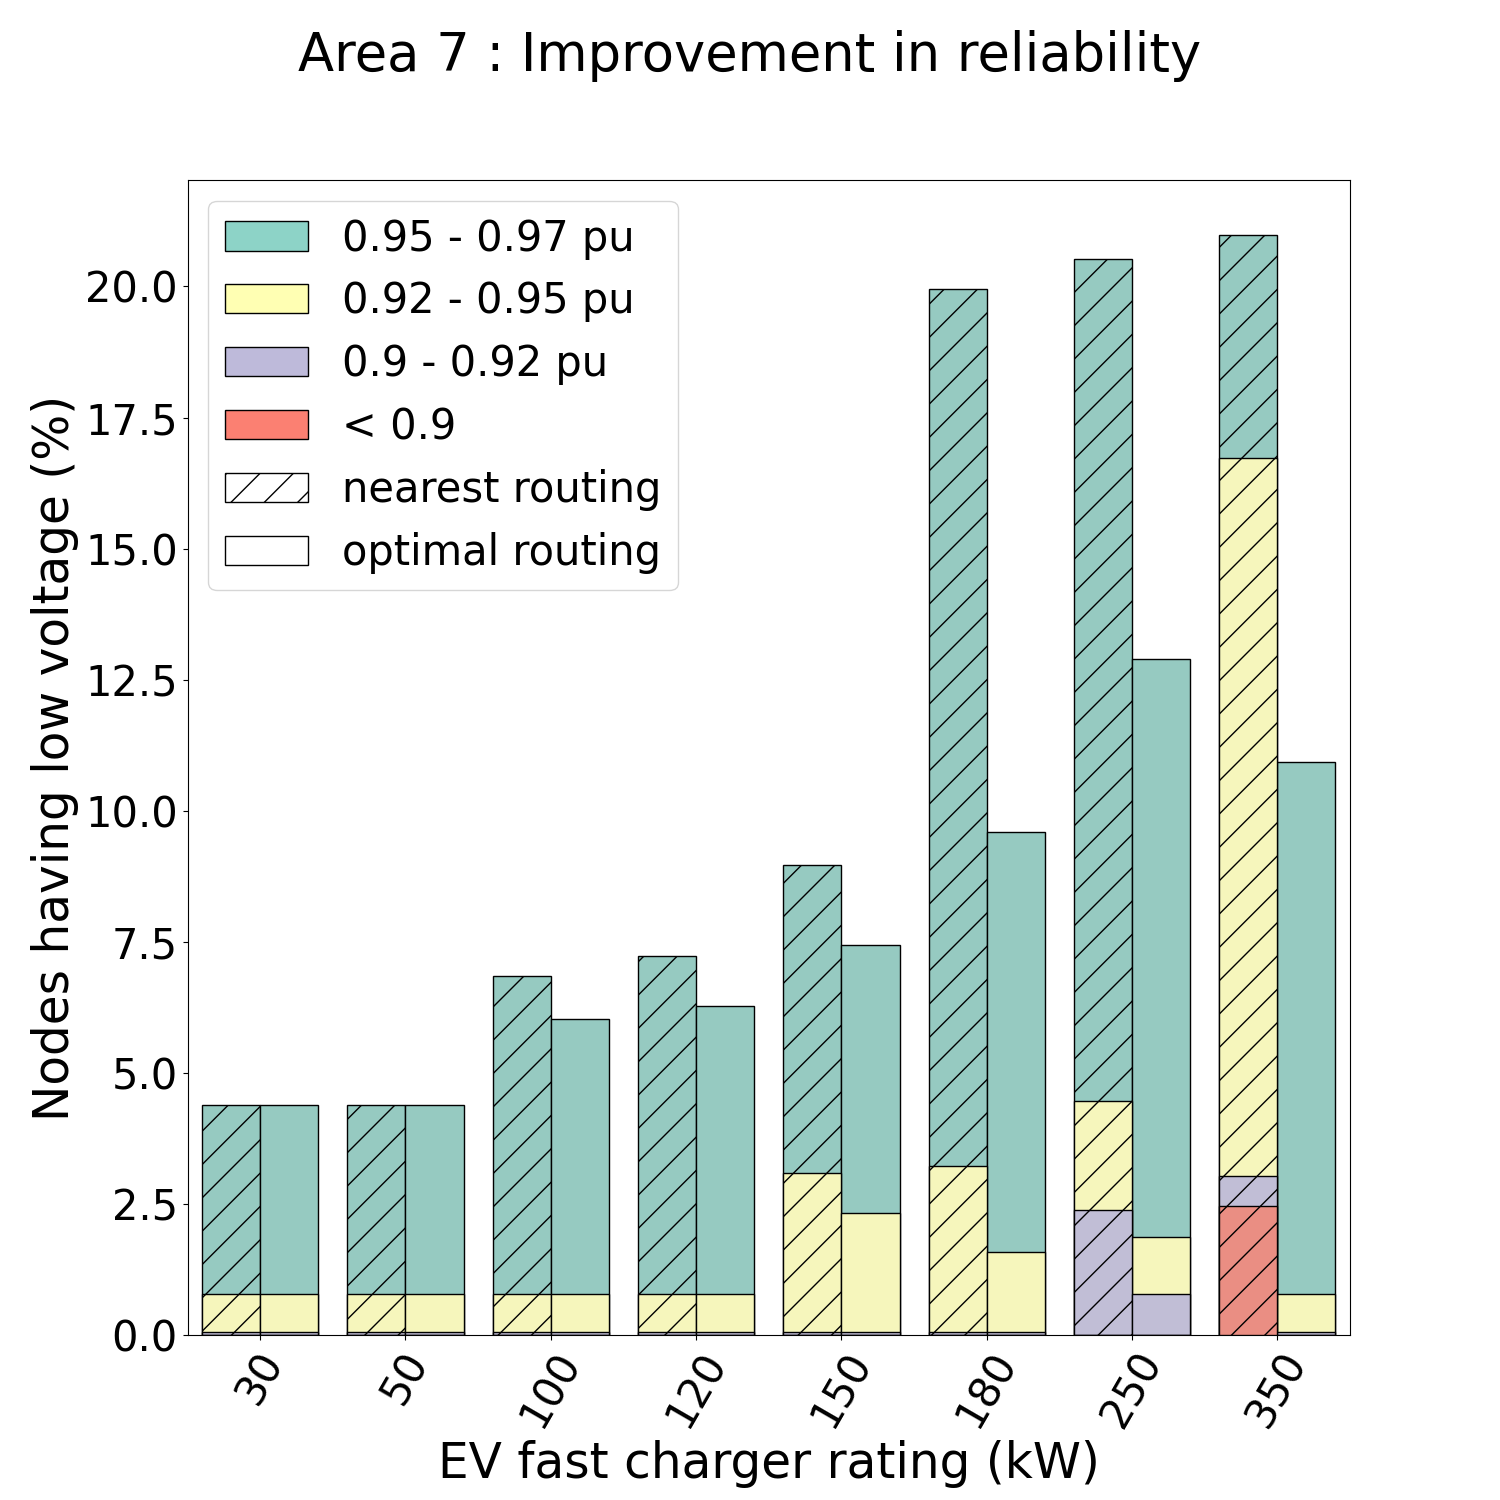 Area 7 : Improvement in reliability
0.95 - 0.97 pu
0.92 - 0.95 pu
0.9 - 0.92 pu
< 0.9
nearest routing
optimal routing
Nodes having low voltage (%)
20.0
17.5
15.0
12.5
10.0
7.5
5.0
2.5
0.0
30 50 100 120 150 180 250 350
EV fast charger rating (kW)